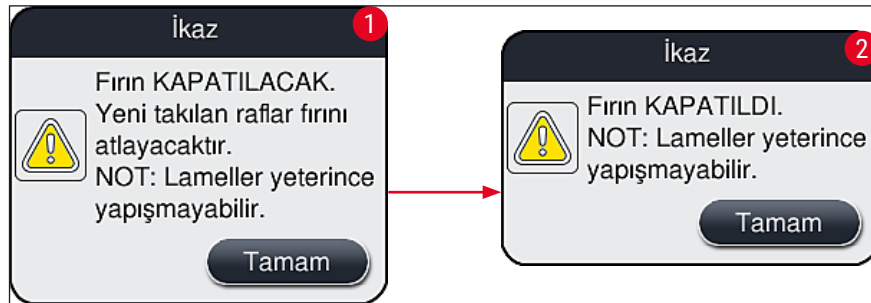 İkaz
1
Fırın KAPATILACAK.
Yeni takılan raflar fırını
atlayacaktır.
NOT: Lameller yeterince
yapışmayabilir.
Tamam
İkaz
2
Fırın KAPATILDI.
NOT: Lameller yeterince
yapışmayabilir.
Tamam